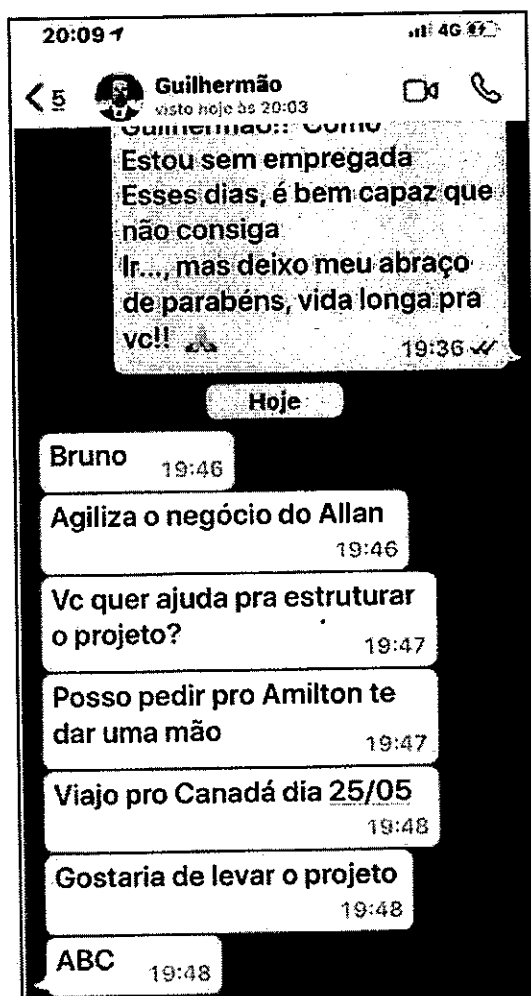 20:09
4G
5
Guilhermão
visto hoje às 20:03
Guilhermão!! Como
Estou sem empregada
Esses dias, é bem capaz que
não consiga
Ir..., mas deixo meu abraço
de parabéns, vida longa pra
vc!! 🙏
19:36
Hoje
Bruno
19:46
Agiliza o negócio do Allan
19:46
Vc quer ajuda pra estruturar
o projeto?
19:47
Posso pedir pro Amilton te
dar uma mão
19:47
Viajo pro Canadá dia 25/05
19:48
Gostaria de levar o projeto
19:48
ABC
19:48